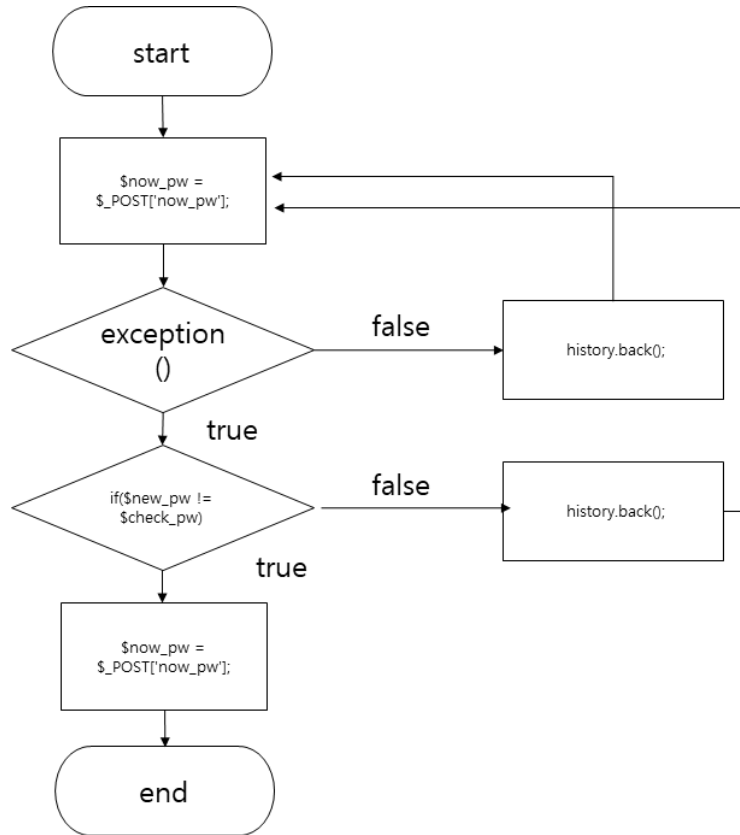 start
$now_pw =
$_POST['now_pw'];
exception
()
false
history.back();
true
if($new_pw !=
$check_pw)
false
history.back();
true
$now_pw =
$_POST['now_pw'];
end